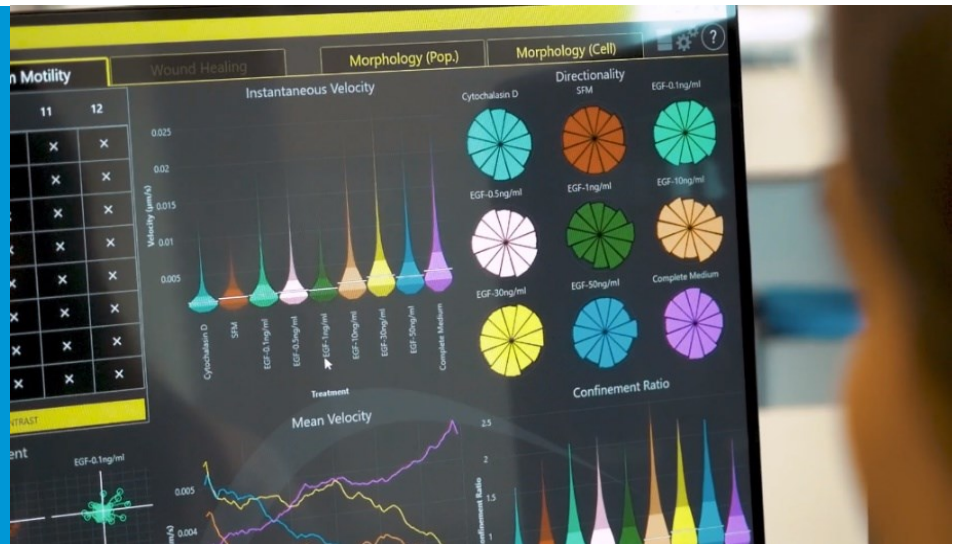 m Motility
Wound Healing
Morphology (Pop.)
Morphology (Cell)
?
11
12
Instantaneous Velocity
Velocity (µm/s)
0.025
0.02
0.015
0.01
0.005
Cytochalasin D
SFM
EGF-0.1ng/ml
EGF-0.5ng/ml
EGF-1ng/ml
EGF-10ng/ml
EGF-30ng/ml
EGF-50ng/ml
Complete Medium
Treatment
Directionality
Cytochalasin D
SFM
EGF-0.1ng/ml
EGF-0.5ng/ml
EGF-1ng/ml
EGF-10ng/ml
EGF-30ng/ml
EGF-50ng/ml
Complete Medium
NTRAST
ent
EGF-0.1ng/ml
Mean Velocity
0.005
0.004
m/s)
Confinement Ratio
onfinement Ratio
2.5
2
1.5
1